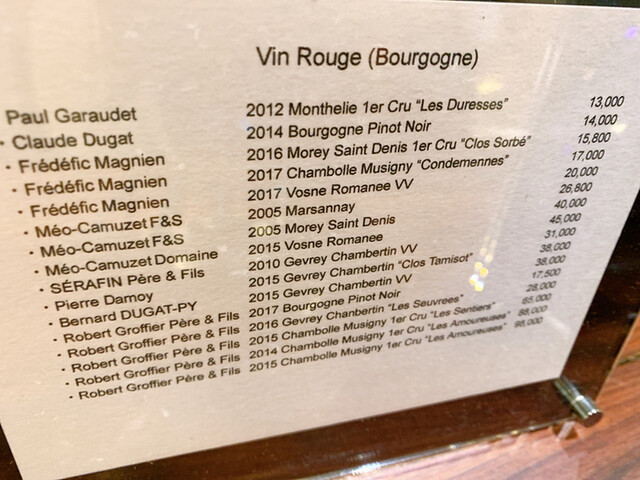 Vin Rouge (Bourgogne)
Paul Garaudet 2012 Monthelie 1er Cru “Les Duresses” 13,000
・Claude Dugat 2014 Bourgogne Pinot Noir 14,000
・Frédéfic Magnien 2016 Morey Saint Denis 1er Cru “Clos Sorbé” 15,800
・Frédéfic Magnien 2017 Chambolle Musigny “Condemennes” 17,000
・Frédéfic Magnien 2017 Vosne Romanee VV 20,000
・Méo-Camuzet F&S 2005 Marsannay 26,800
・Méo-Camuzet F&S 2005 Morey Saint Denis 40,000
・Méo-Camuzet Domaine 2015 Vosne Romanee 45,000
・SÉRAFIN Père & Fils 2010 Gevrey Chambertin VV 31,000
・Pierre Damoy 2015 Gevrey Chambertin “Clos Tamisot” 38,000
・Bernard DUGAT-PY 2015 Gevrey Chambertin VV 38,000
・Robert Groffier Père & Fils 2017 Bourgogne Pinot Noir 17,500
・Robert Groffier Père & Fils 2016 Gevrey Chanbertin “Les Seuvrees” 28,000
・Robert Groffier Père & Fils 2015 Chambolle Musigny 1er Cru “Les Sentiers” 65,000
・Robert Groffier Père & Fils 2014 Chambolle Musigny 1er Cru “Les Amoureuses” 88,000
・Robert Groffier Père & Fils 2015 Chambolle Musigny 1er Cru “Les Amoureuses” 98,000